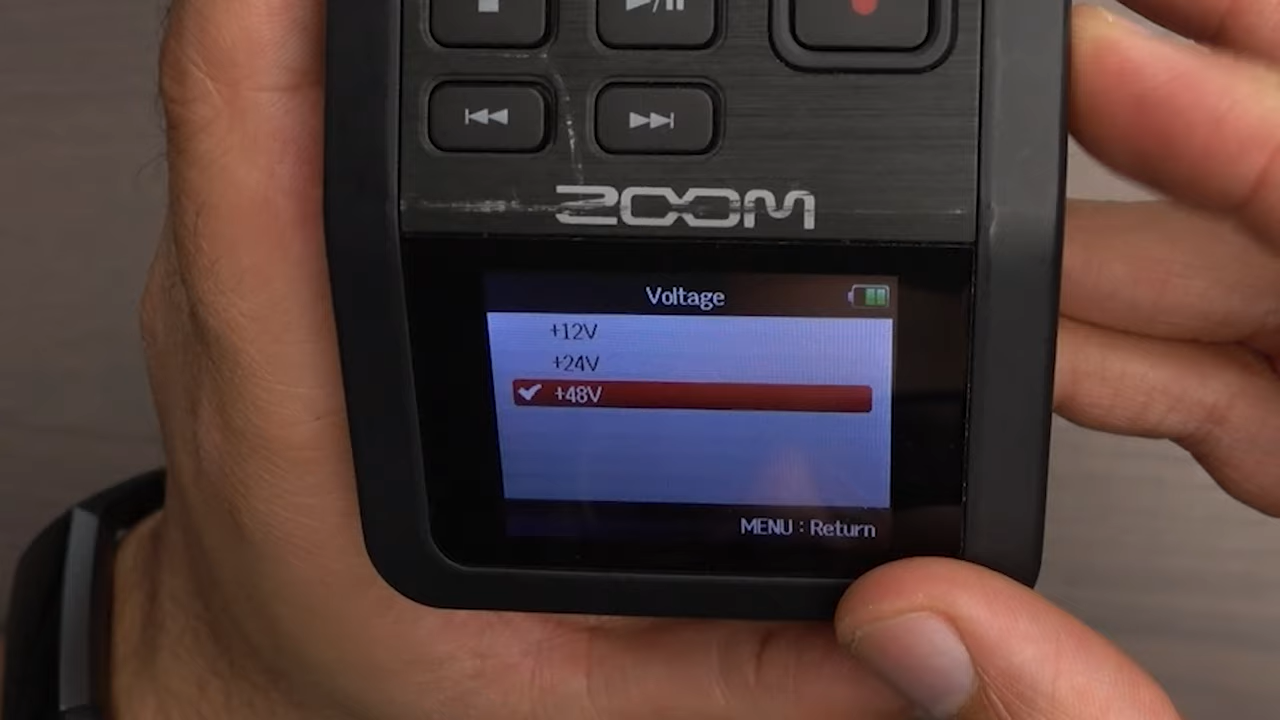 ZOOM
Voltage
+12V
+24V
+48V
MENU : Return